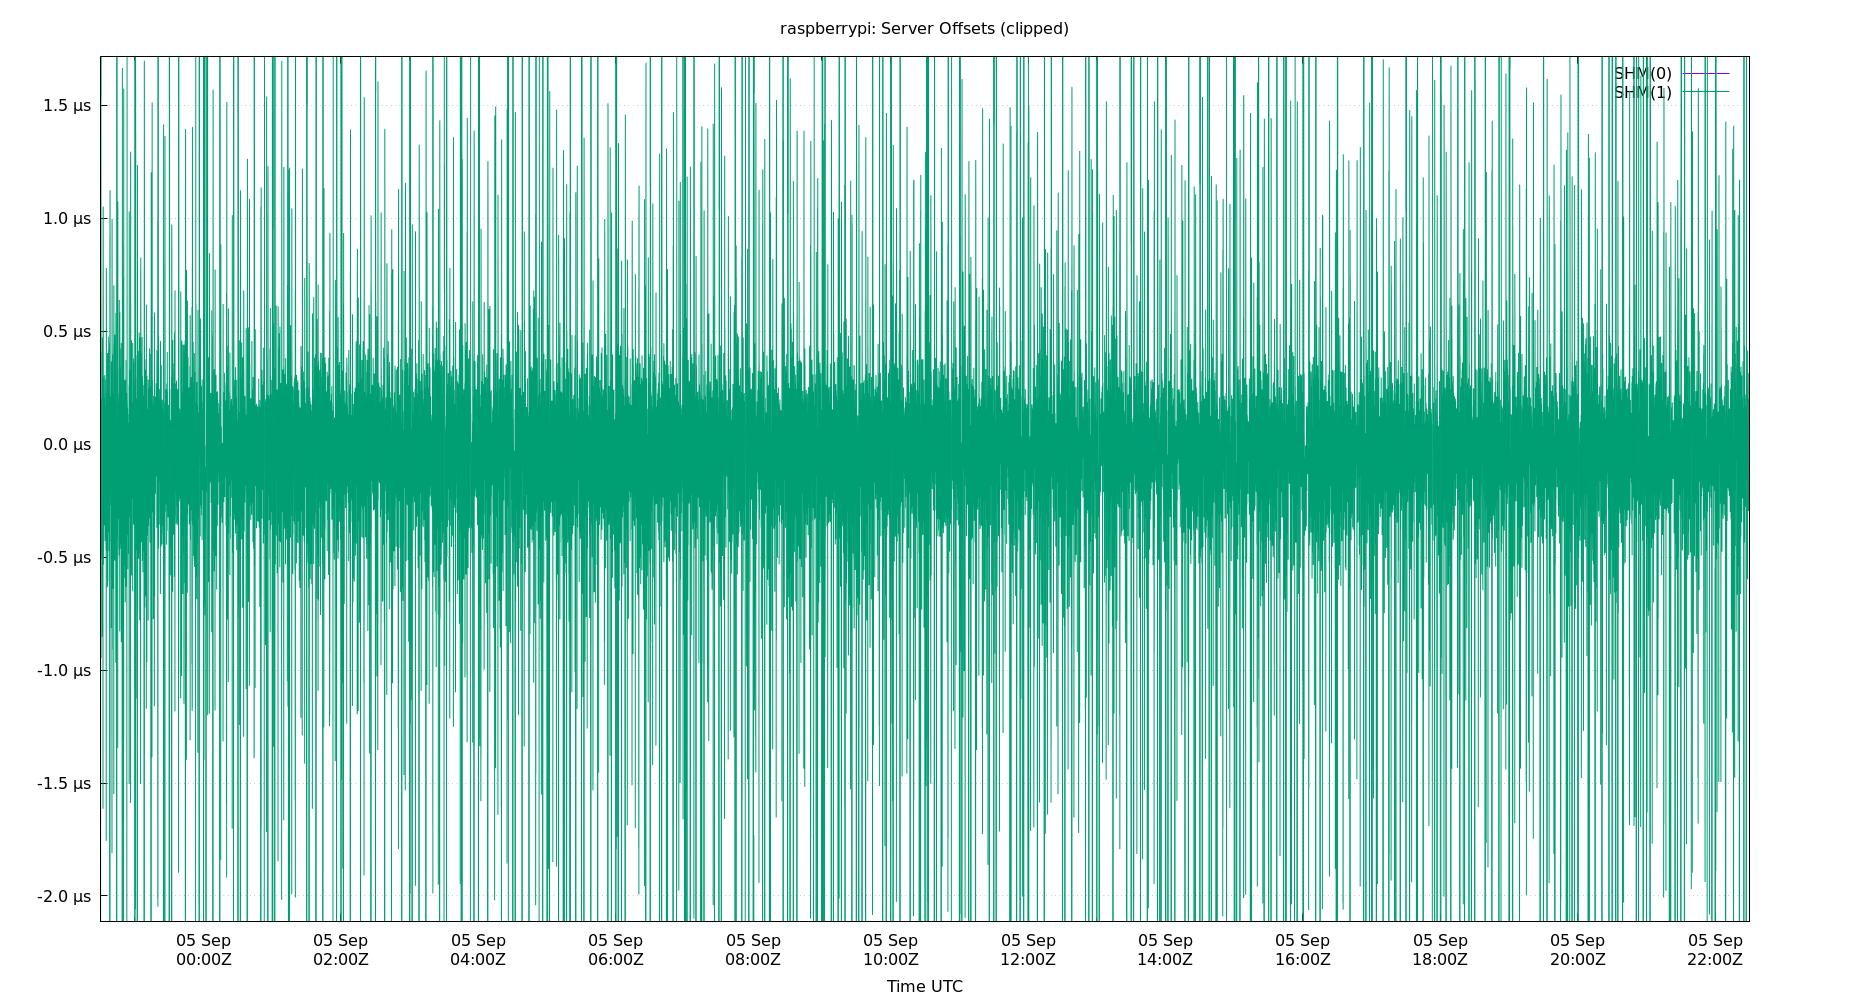 raspberrypi: Server Offsets (clipped)
SHM(0)
SHM(1)
1.5 µs
1.0 µs
0.5 µs
0.0 µs
-0.5 µs
-1.0 µs
-1.5 µs
-2.0 µs
05 Sep 05 Sep 05 Sep 05 Sep 05 Sep 05 Sep 05 Sep 05 Sep 05 Sep 05 Sep 05 Sep 05 Sep
00:00Z 02:00Z 04:00Z 06:00Z 08:00Z 10:00Z 12:00Z 14:00Z 16:00Z 18:00Z 20:00Z 22:00Z
Time UTC